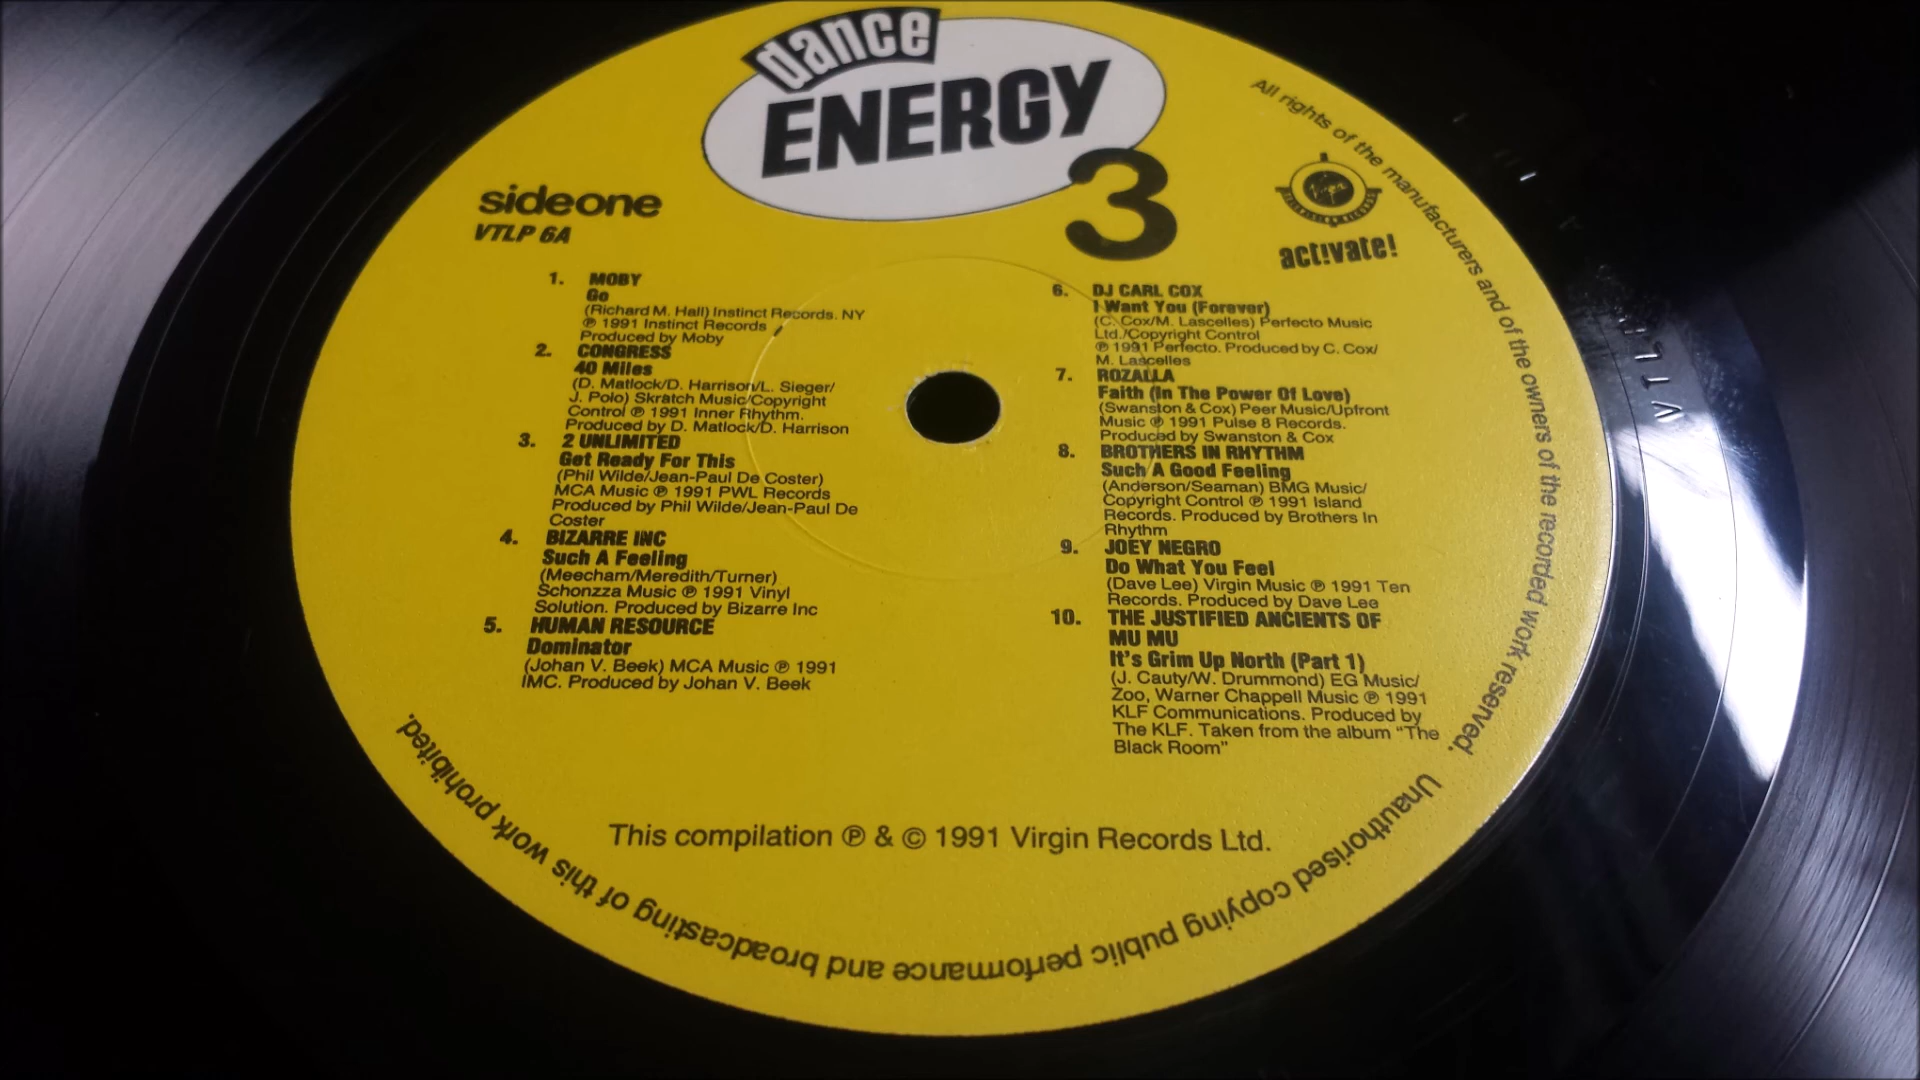 dance
ENERGY
3
sideone
VTLP 6A
Virgin
act!vate!
1. MOBY
Go
(Richard M. Hall) Instinct Records. NY
℗ 1991 Instinct Records
Produced by Moby
2. CONGRESS
40 Miles
(D. Matlock/D. Harrison/L. Sieger/
J. Polo) Skratch Music/Copyright
Control ℗ 1991 Inner Rhythm.
Produced by D. Matlock/D. Harrison
3. 2 UNLIMITED
Get Ready For This
(Phil Wilde/Jean-Paul De Coster)
MCA Music ℗ 1991 PWL Records
Produced by Phil Wilde/Jean-Paul De
Coster
4. BIZARRE INC
Such A Feeling
(Meecham/Meredith/Turner)
Schonzza Music ℗ 1991 Vinyl
Solution. Produced by Bizarre Inc
5. HUMAN RESOURCE
Dominator
(Johan V. Beek) MCA Music ℗ 1991
IMC. Produced by Johan V. Beek
6. DJ CARL COX
I Want You (Forever)
(C. Cox/M. Lascelles) Perfecto Music
Ltd./Copyright Control
℗ 1991 Perfecto. Produced by C. Cox/
M. Lascelles
7. ROZALLA
Faith (In The Power Of Love)
(Swanston & Cox) Peer Music/Upfront
Music ℗ 1991 Pulse 8 Records.
Produced by Swanston & Cox
8. BROTHERS IN RHYTHM
Such A Good Feeling
(Anderson/Seaman) BMG Music/
Copyright Control ℗ 1991 Island
Records. Produced by Brothers In
Rhythm
9. JOEY NEGRO
Do What You Feel
(Dave Lee) Virgin Music ℗ 1991 Ten
Records. Produced by Dave Lee
10. THE JUSTIFIED ANCIENTS OF
MU MU
It's Grim Up North (Part 1)
(J. Cauty/W. Drummond) EG Music/
Zoo, Warner Chappell Music ℗ 1991
KLF Communications. Produced by
The KLF. Taken from the album “The
Black Room”
This compilation ℗ & © 1991 Virgin Records Ltd.
All rights of the manufacturers and of the owners of the recorded work reserved.
Unauthorised copying public performance and broadcasting of this work prohibited.